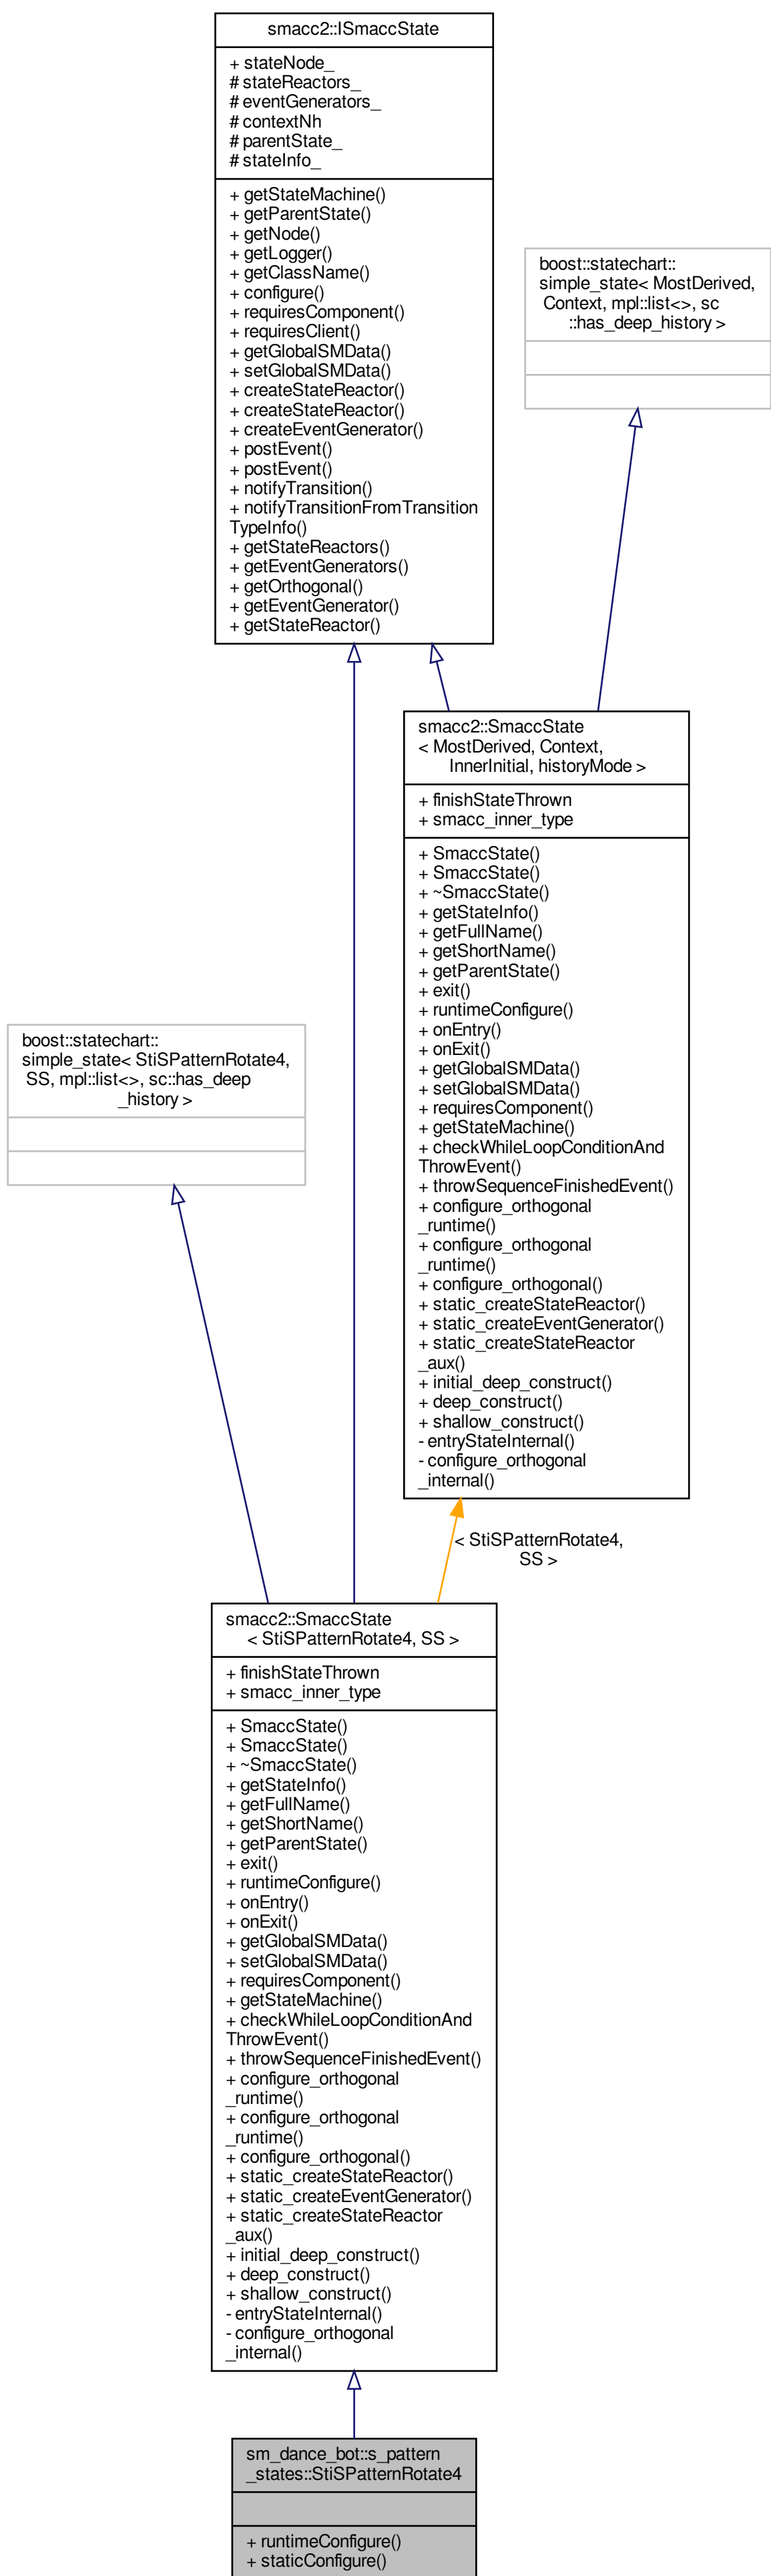 smacc2::ISmaccState
+ stateNode_
# stateReactors_
# eventGenerators_
# contextNh
# parentState_
# stateInfo_
+ getStateMachine()
+ getParentState()
+ getNode()
+ getLogger()
+ getClassName()
+ configure()
+ requiresComponent()
+ requiresClient()
+ getGlobalSMData()
+ setGlobalSMData()
+ createStateReactor()
+ createStateReactor()
+ createEventGenerator()
+ postEvent()
+ postEvent()
+ notifyTransition()
+ notifyTransitionFromTransition
TypeInfo()
+ getStateReactors()
+ getEventGenerators()
+ getOrthogonal()
+ getEventGenerator()
+ getStateReactor()
boost::statechart::
simple_state< MostDerived,
Context, mpl::list<>, sc
::has_deep_history >
smacc2::SmaccState
< MostDerived, Context,
InnerInitial, historyMode >
+ finishStateThrown
+ smacc_inner_type
+ SmaccState()
+ SmaccState()
+ ~SmaccState()
+ getStateInfo()
+ getFullName()
+ getShortName()
+ getParentState()
+ exit()
+ runtimeConfigure()
+ onEntry()
+ onExit()
+ getGlobalSMData()
+ setGlobalSMData()
+ requiresComponent()
+ getStateMachine()
+ checkWhileLoopConditionAnd
ThrowEvent()
+ throwSequenceFinishedEvent()
+ configure_orthogonal
_runtime()
+ configure_orthogonal
_runtime()
+ configure_orthogonal()
+ static_createStateReactor()
+ static_createEventGenerator()
+ static_createStateReactor
_aux()
+ initial_deep_construct()
+ deep_construct()
+ shallow_construct()
- entryStateInternal()
- configure_orthogonal
_internal()
boost::statechart::
simple_state< StiSPatternRotate4,
SS, mpl::list<>, sc::has_deep
_history >
< StiSPatternRotate4,
SS >
smacc2::SmaccState
< StiSPatternRotate4, SS >
+ finishStateThrown
+ smacc_inner_type
+ SmaccState()
+ SmaccState()
+ ~SmaccState()
+ getStateInfo()
+ getFullName()
+ getShortName()
+ getParentState()
+ exit()
+ runtimeConfigure()
+ onEntry()
+ onExit()
+ getGlobalSMData()
+ setGlobalSMData()
+ requiresComponent()
+ getStateMachine()
+ checkWhileLoopConditionAnd
ThrowEvent()
+ throwSequenceFinishedEvent()
+ configure_orthogonal
_runtime()
+ configure_orthogonal
_runtime()
+ configure_orthogonal()
+ static_createStateReactor()
+ static_createEventGenerator()
+ static_createStateReactor
_aux()
+ initial_deep_construct()
+ deep_construct()
+ shallow_construct()
- entryStateInternal()
- configure_orthogonal
_internal()
sm_dance_bot::s_pattern
_states::StiSPatternRotate4
+ runtimeConfigure()
+ staticConfigure()